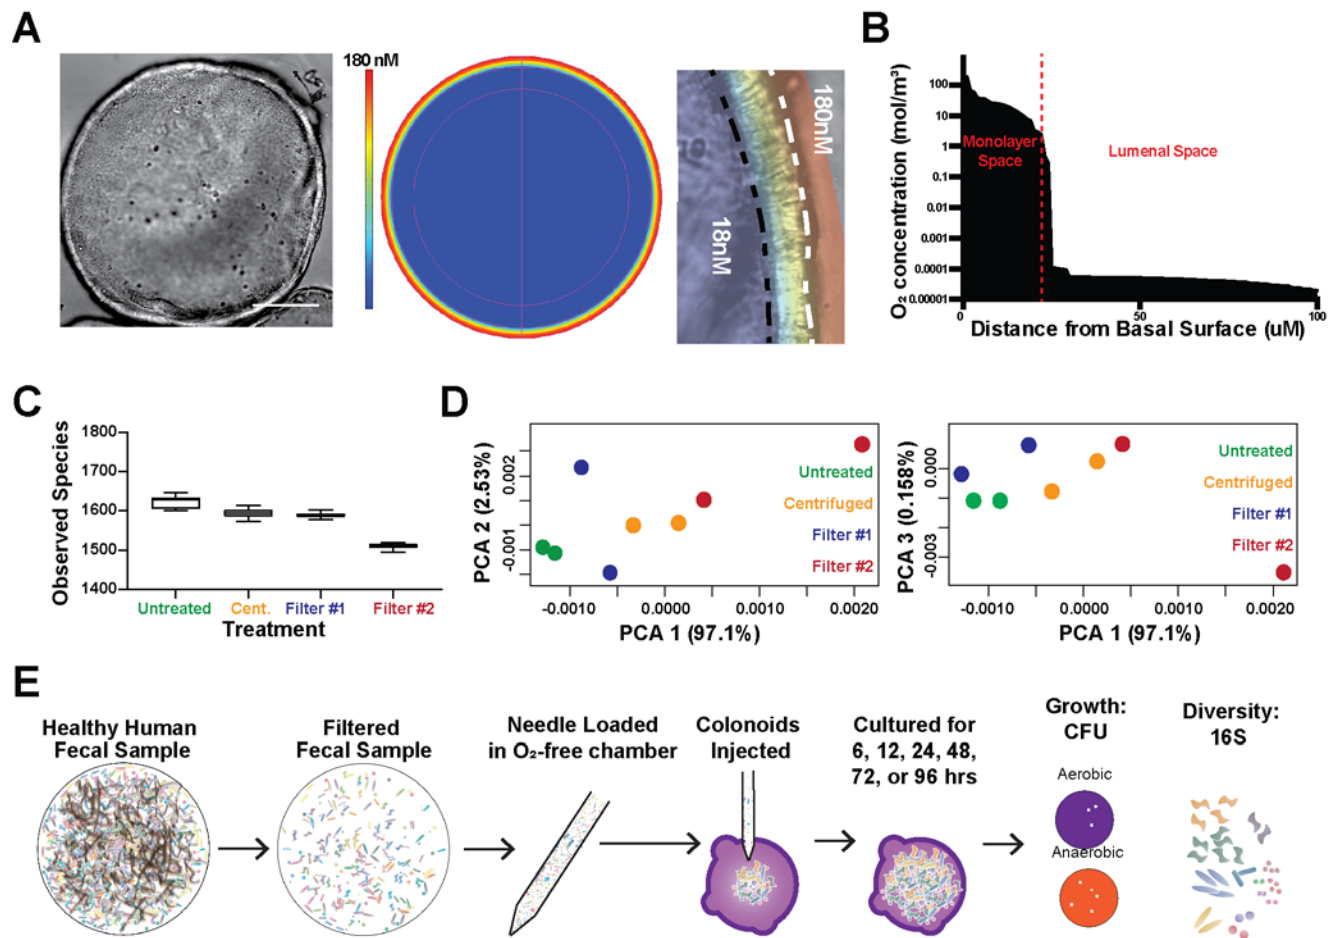 A
180 nM
180nM
18nM
B
O₂ concentration (mol/m³)
100
10
1
0.1
0.01
0.001
0.0001
0.00001
Monolayer
Space
Lumenal Space
0
50
100
Distance from Basal Surface (uM)
C
Observed Species
1800
1700
1600
1500
1400
Untreated
Cent.
Filter #1
Filter #2
Treatment
D
PCA 2 (2.53%)
0.002
-0.001
Untreated
Centrifuged
Filter #1
Filter #2
-0.0010
0.0000
0.0010
0.0020
PCA 1 (97.1%)
PCA 3 (0.158%)
0.000
-0.003
Untreated
Centrifuged
Filter #1
Filter #2
-0.0010
0.0000
0.0010
0.0020
PCA 1 (97.1%)
E
Healthy Human
Fecal Sample
Filtered
Fecal Sample
Needle Loaded
in O₂-free chamber
Colonoids
Injected
Cultured for
6, 12, 24, 48,
72, or 96 hrs
Growth:
CFU
Aerobic
Anaerobic
Diversity:
16S